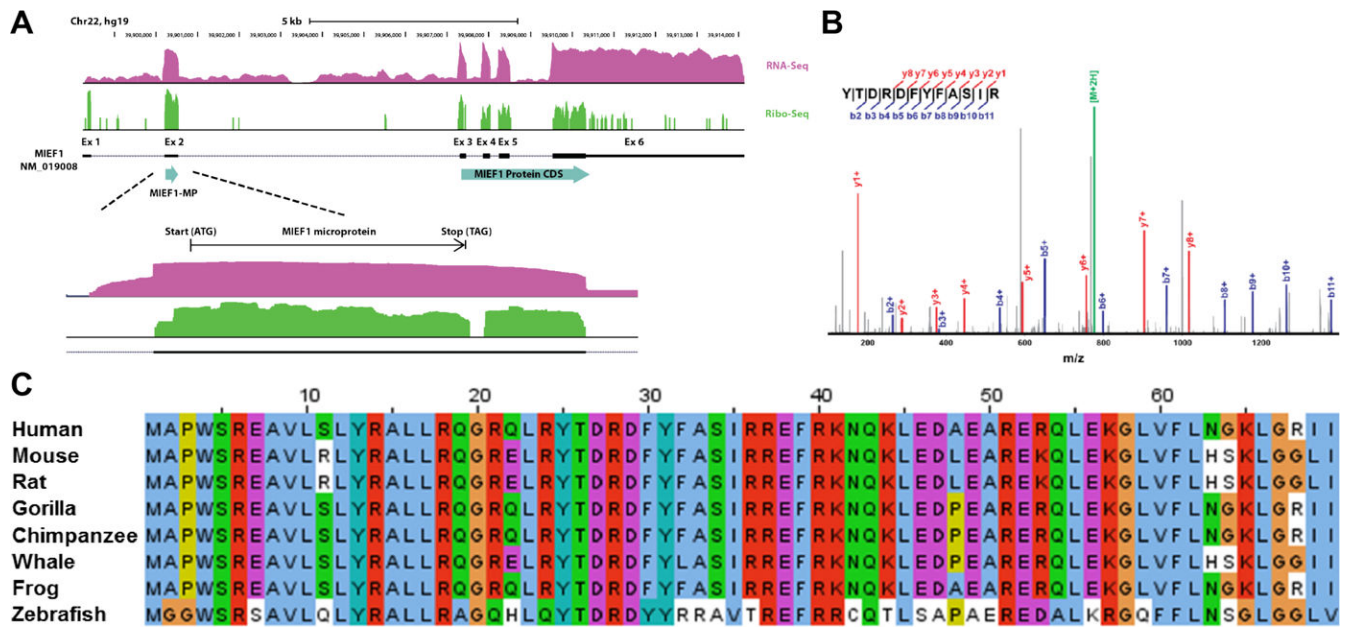 A
Chr22, hg19
5 kb
39,900,000 39,901,000 39,902,000 39,903,000 39,904,000 39,905,000 39,906,000 39,907,000 39,908,000 39,909,000 39,910,000 39,911,000 39,912,000 39,913,000 39,914,000
RNA-Seq
Ribo-Seq
Ex 1 Ex 2 Ex 3 Ex 4 Ex 5 Ex 6
MIEF1
NM_019008
MIEF1-MP
MIEF1 Protein CDS
Start (ATG) MIEF1 microprotein Stop (TAG)
B
y8 y7 y6 y5 y4 y3 y2 y1
Y|T|D|R|D|F|Y|F|A|S|I|R
b2 b3 b4 b5 b6 b7 b8 b9 b10 b11
[M+2H]
y1+
b2+
y2+
y3+
b3+
y4+
b4+
y5+
b5+
y6+
b6+
y7+
b7+
y8+
b8+
b9+
b10+
b11+
200 400 600 800 1000 1200
m/z
C
10 20 30 40 50 60
Human MAPWSREAVLSLYRALLRQGRQLRYTDRDFYFASIRREFRKNQKLEDAEARERQLEKGLVFLNGKLGRII
Mouse MAPWSREAVLRLYRALLRQGRELRYTDRDFYFASIRREFRKNQKLEDLEAREKQLEKGLVFLHSKLGGLI
Rat MAPWSREAVLRLYRALLRQGRELRYTDRDFYFASIRREFRKNQKLEDLEAREKQLEKGLVFLHSKLGGLI
Gorilla MAPWSREAVLSLYRALLRQGRQLRYTDRDFYFASIRREFRKNQKLEDPEARERQLEKGLVFLNGKLGRII
Chimpanzee MAPWSREAVLSLYRALLRQGRQLRYTDRDFYFASIRREFRKNQKLEDPEARERQLEKGLVFLNGKLGRII
Whale MAPWSREAVLSLYRALLRQGRELRYTDRDFYLASIRREFRKNQKLEDPEARERQLEKGLVFLHSKLGGII
Frog MAPWSREAVLSLYRALLRQGRQLRYTDRDFYFASIRREFRKNQKLEDAEARERQLEKGLVFLNGKLGRII
Zebrafish MGGWSRSAVLQLYRALLRAGQHLQYTDRDYYRRAVTREFRRCQTLSAPAEREDALKRGQFFLNSGLGGLV